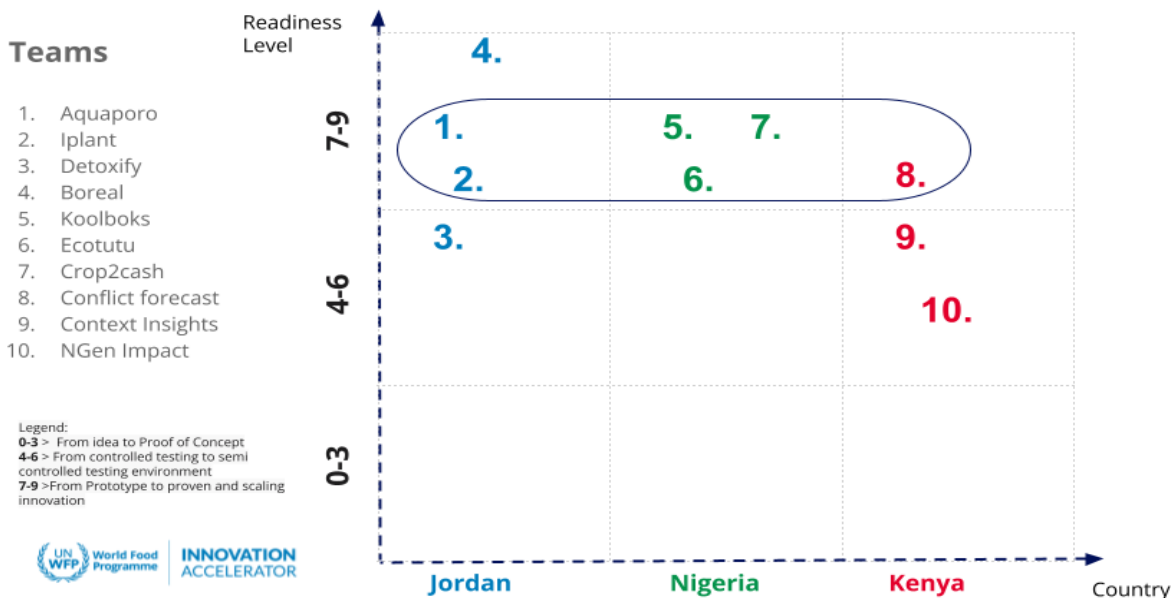 Readiness
Level
Teams
1. Aquaporo
2. Iplant
3. Detoxify
4. Boreal
5. Koolboks
6. Ecotutu
7. Crop2cash
8. Conflict forecast
9. Context Insights
10. NGen Impact
Legend:
0-3 > From idea to Proof of Concept
4-6 > From controlled testing to semi
controlled testing environment
7-9 >From Prototype to proven and scaling
innovation
UN
WFP
World Food
Programme
INNOVATION
ACCELERATOR
7-9
4-6
0-3
4.
1. 5. 7.
2. 6. 8.
3. 9.
10.
Jordan Nigeria Kenya
Country